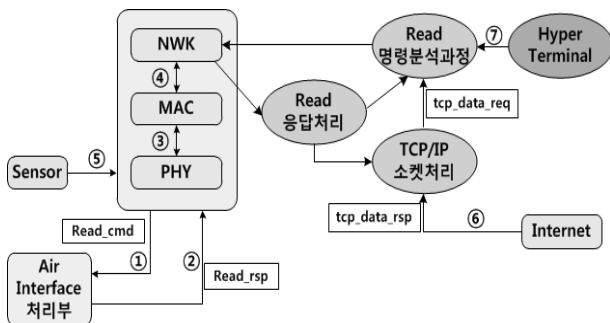 NWK
④
MAC
③
PHY
Sensor
⑤
Read_cmd
①
②
Read_rsp
Air
Interface
처리부
Read
응답처리
Read
명령분석과정
⑦
Hyper
Terminal
tcp_data_req
TCP/IP
소켓처리
tcp_data_rsp
⑥
Internet